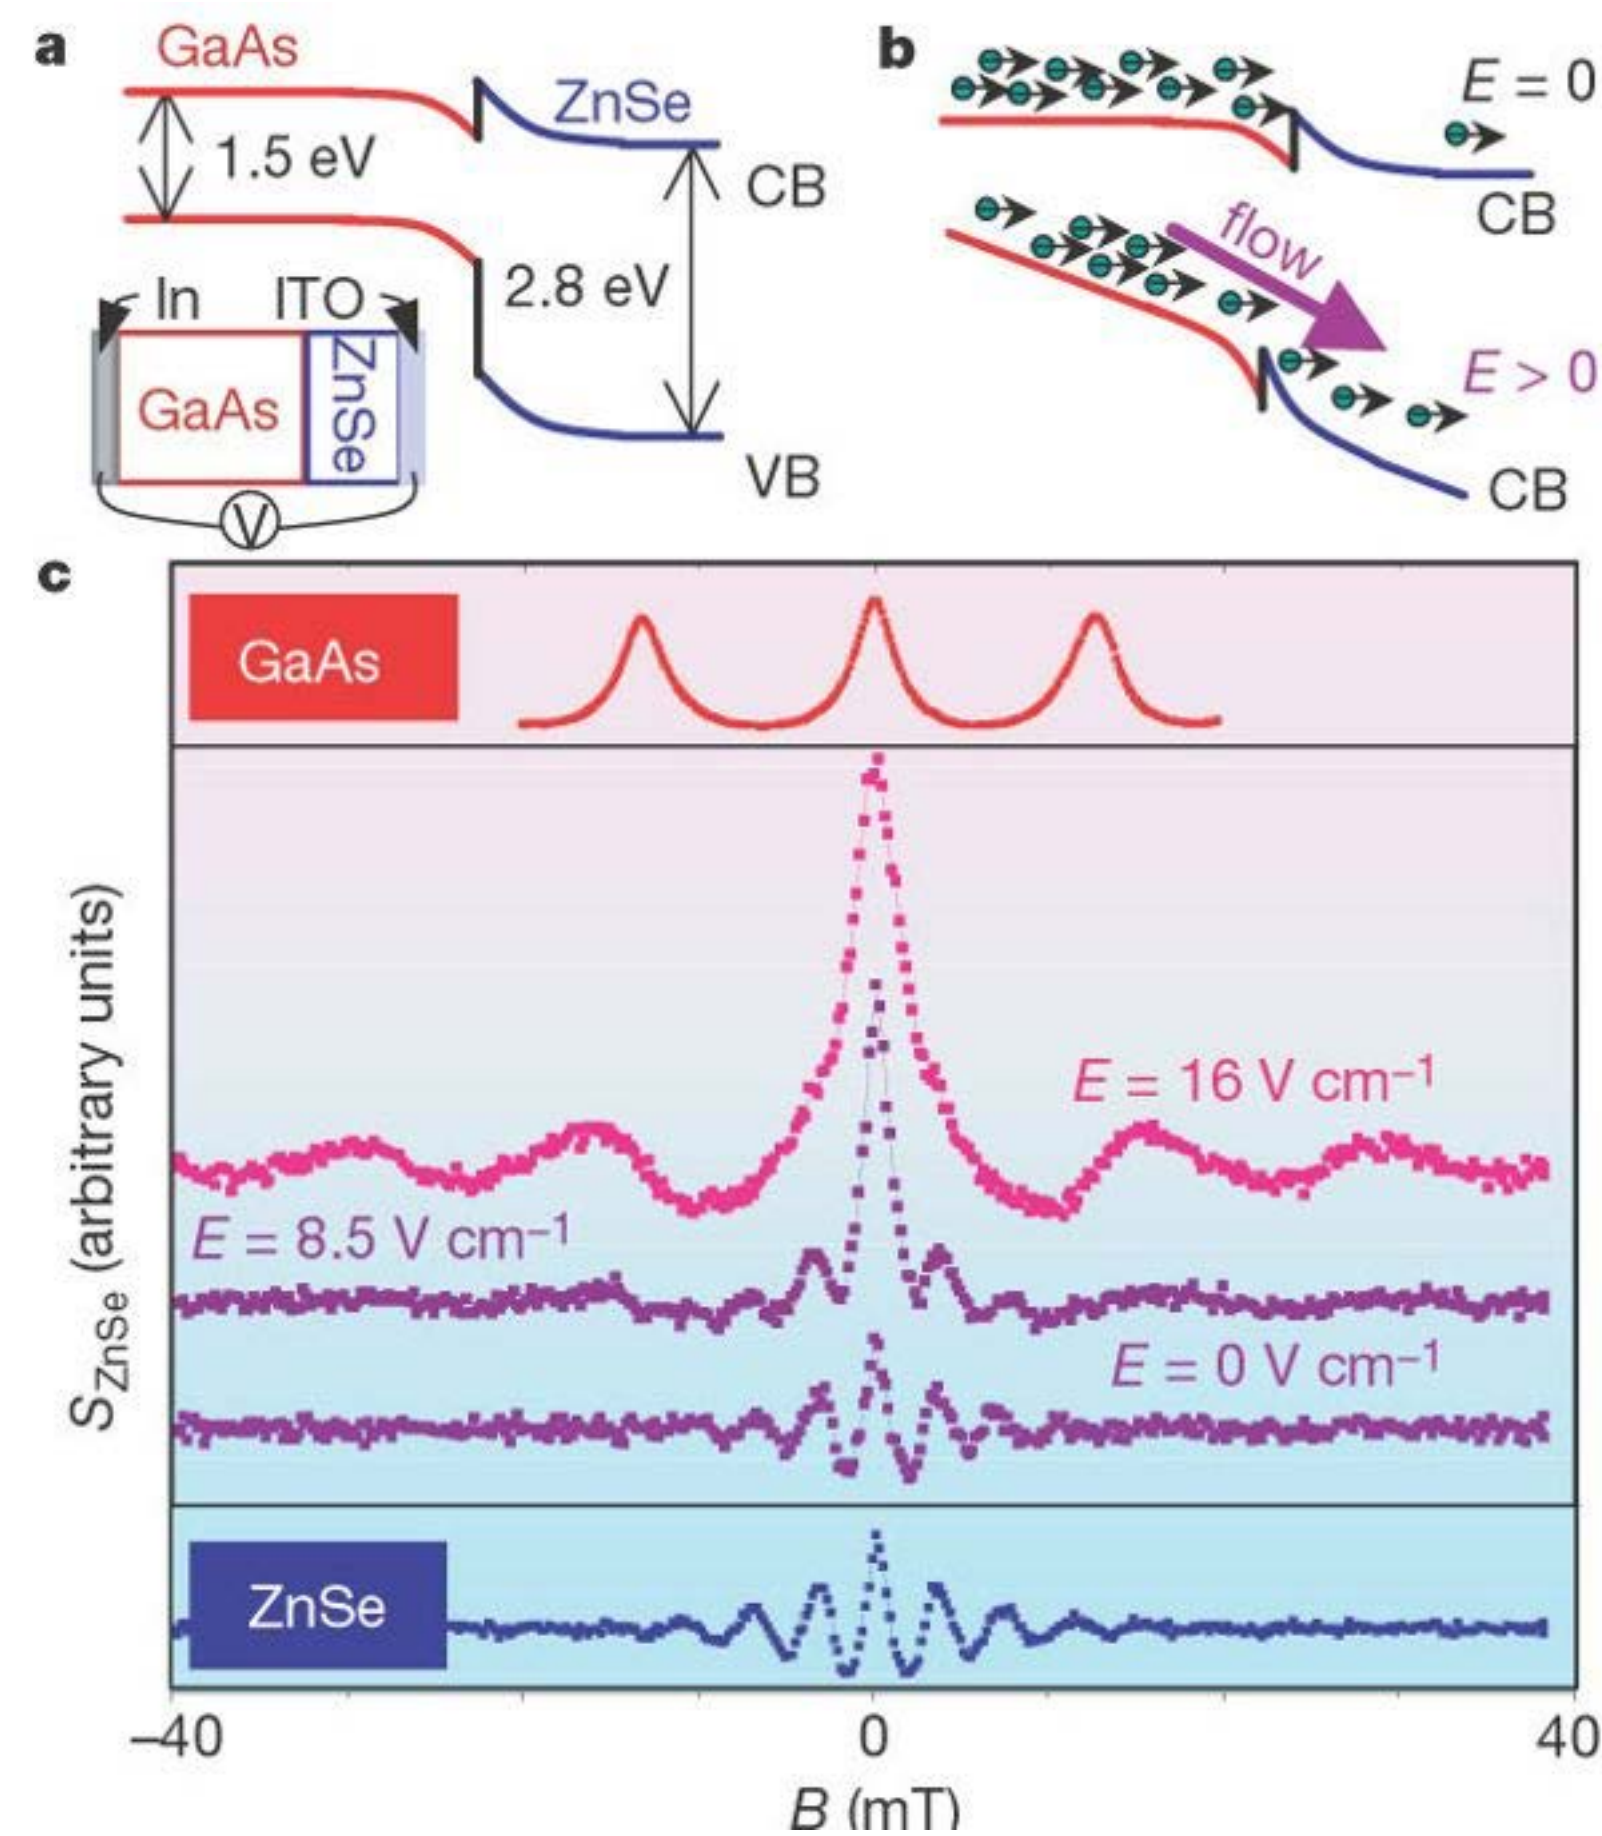 a
GaAs
ZnSe
1.5 eV
CB
2.8 eV
In
ITO
GaAs
ZnSe
VB
V
b
E = 0
CB
flow
E > 0
CB
c
GaAs
E = 16 V cm⁻¹
E = 8.5 V cm⁻¹
E = 0 V cm⁻¹
S_ZnSe (arbitrary units)
ZnSe
–40
0
40
B (mT)